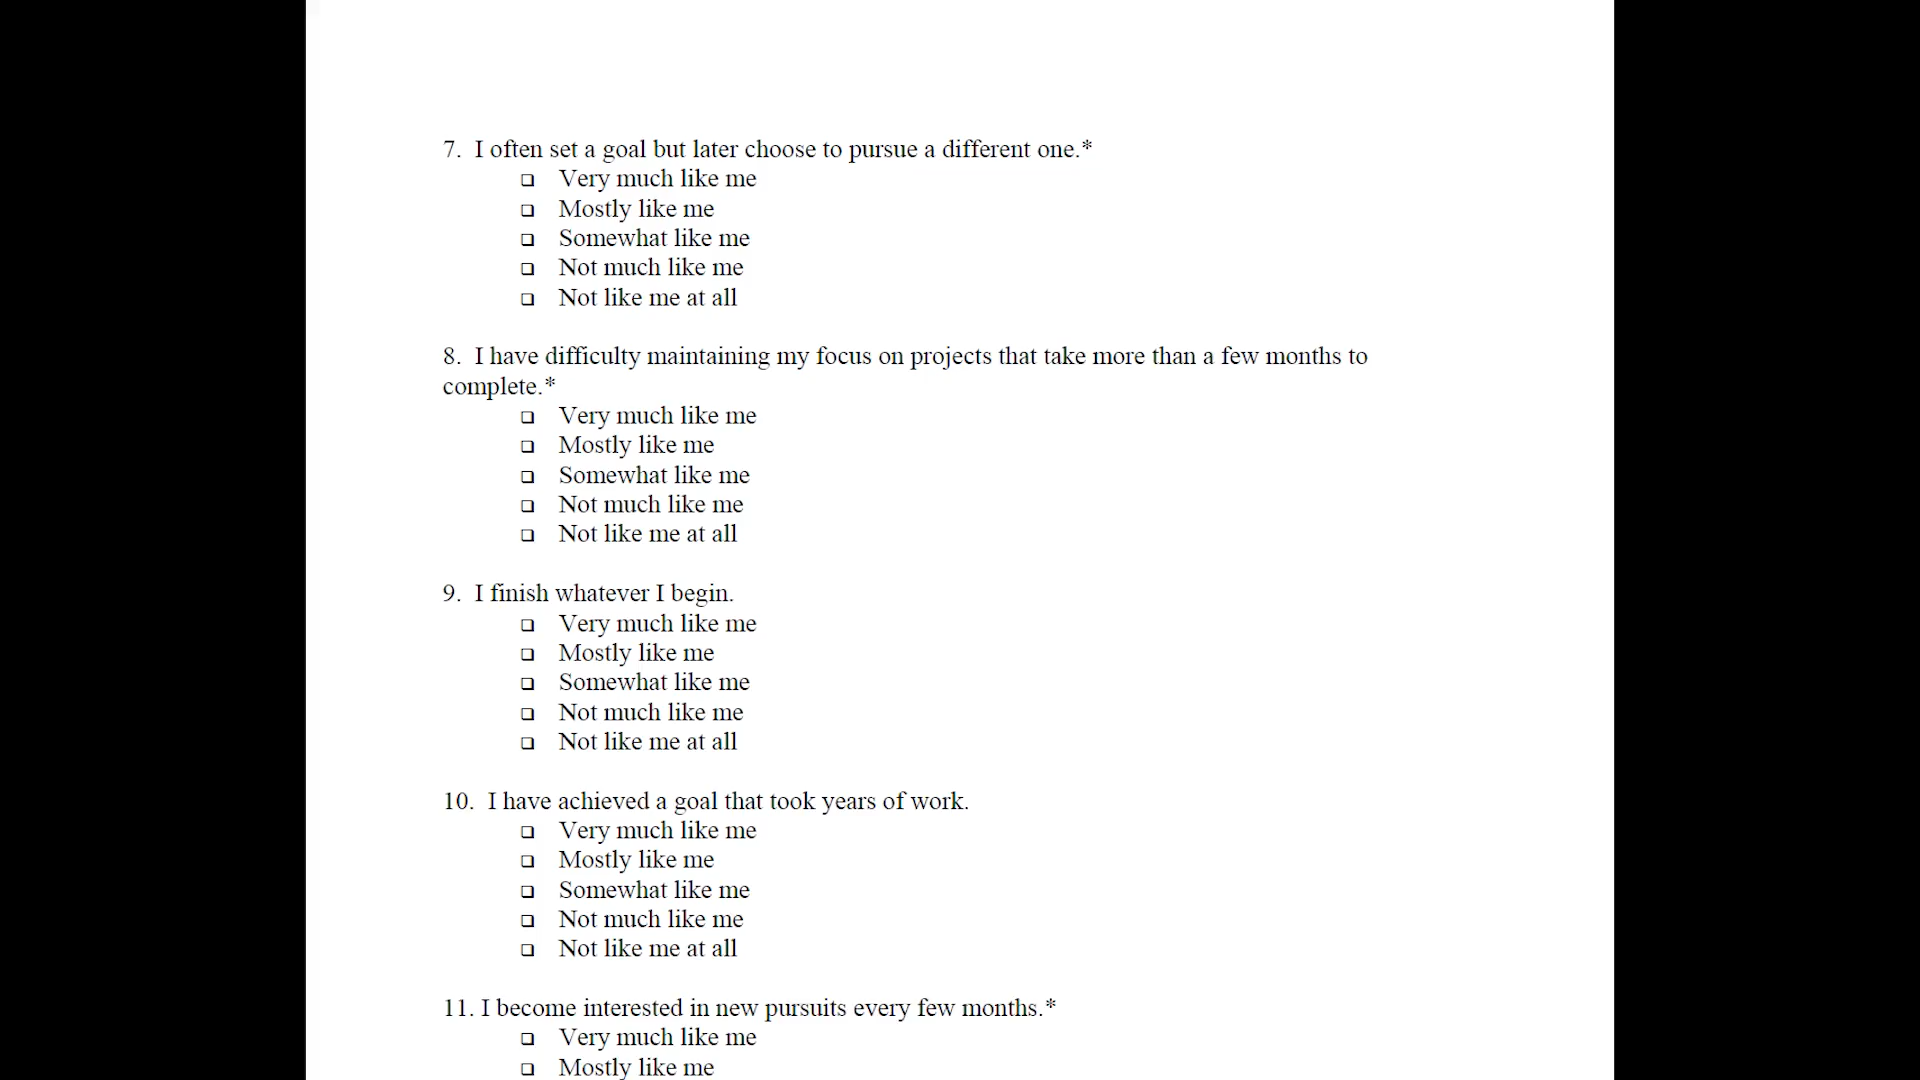 7. I often set a goal but later choose to pursue a different one.*
❑ Very much like me
❑ Mostly like me
❑ Somewhat like me
❑ Not much like me
❑ Not like me at all
8. I have difficulty maintaining my focus on projects that take more than a few months to
complete.*
❑ Very much like me
❑ Mostly like me
❑ Somewhat like me
❑ Not much like me
❑ Not like me at all
9. I finish whatever I begin.
❑ Very much like me
❑ Mostly like me
❑ Somewhat like me
❑ Not much like me
❑ Not like me at all
10. I have achieved a goal that took years of work.
❑ Very much like me
❑ Mostly like me
❑ Somewhat like me
❑ Not much like me
❑ Not like me at all
11. I become interested in new pursuits every few months.*
❑ Very much like me
❑ Mostly like me